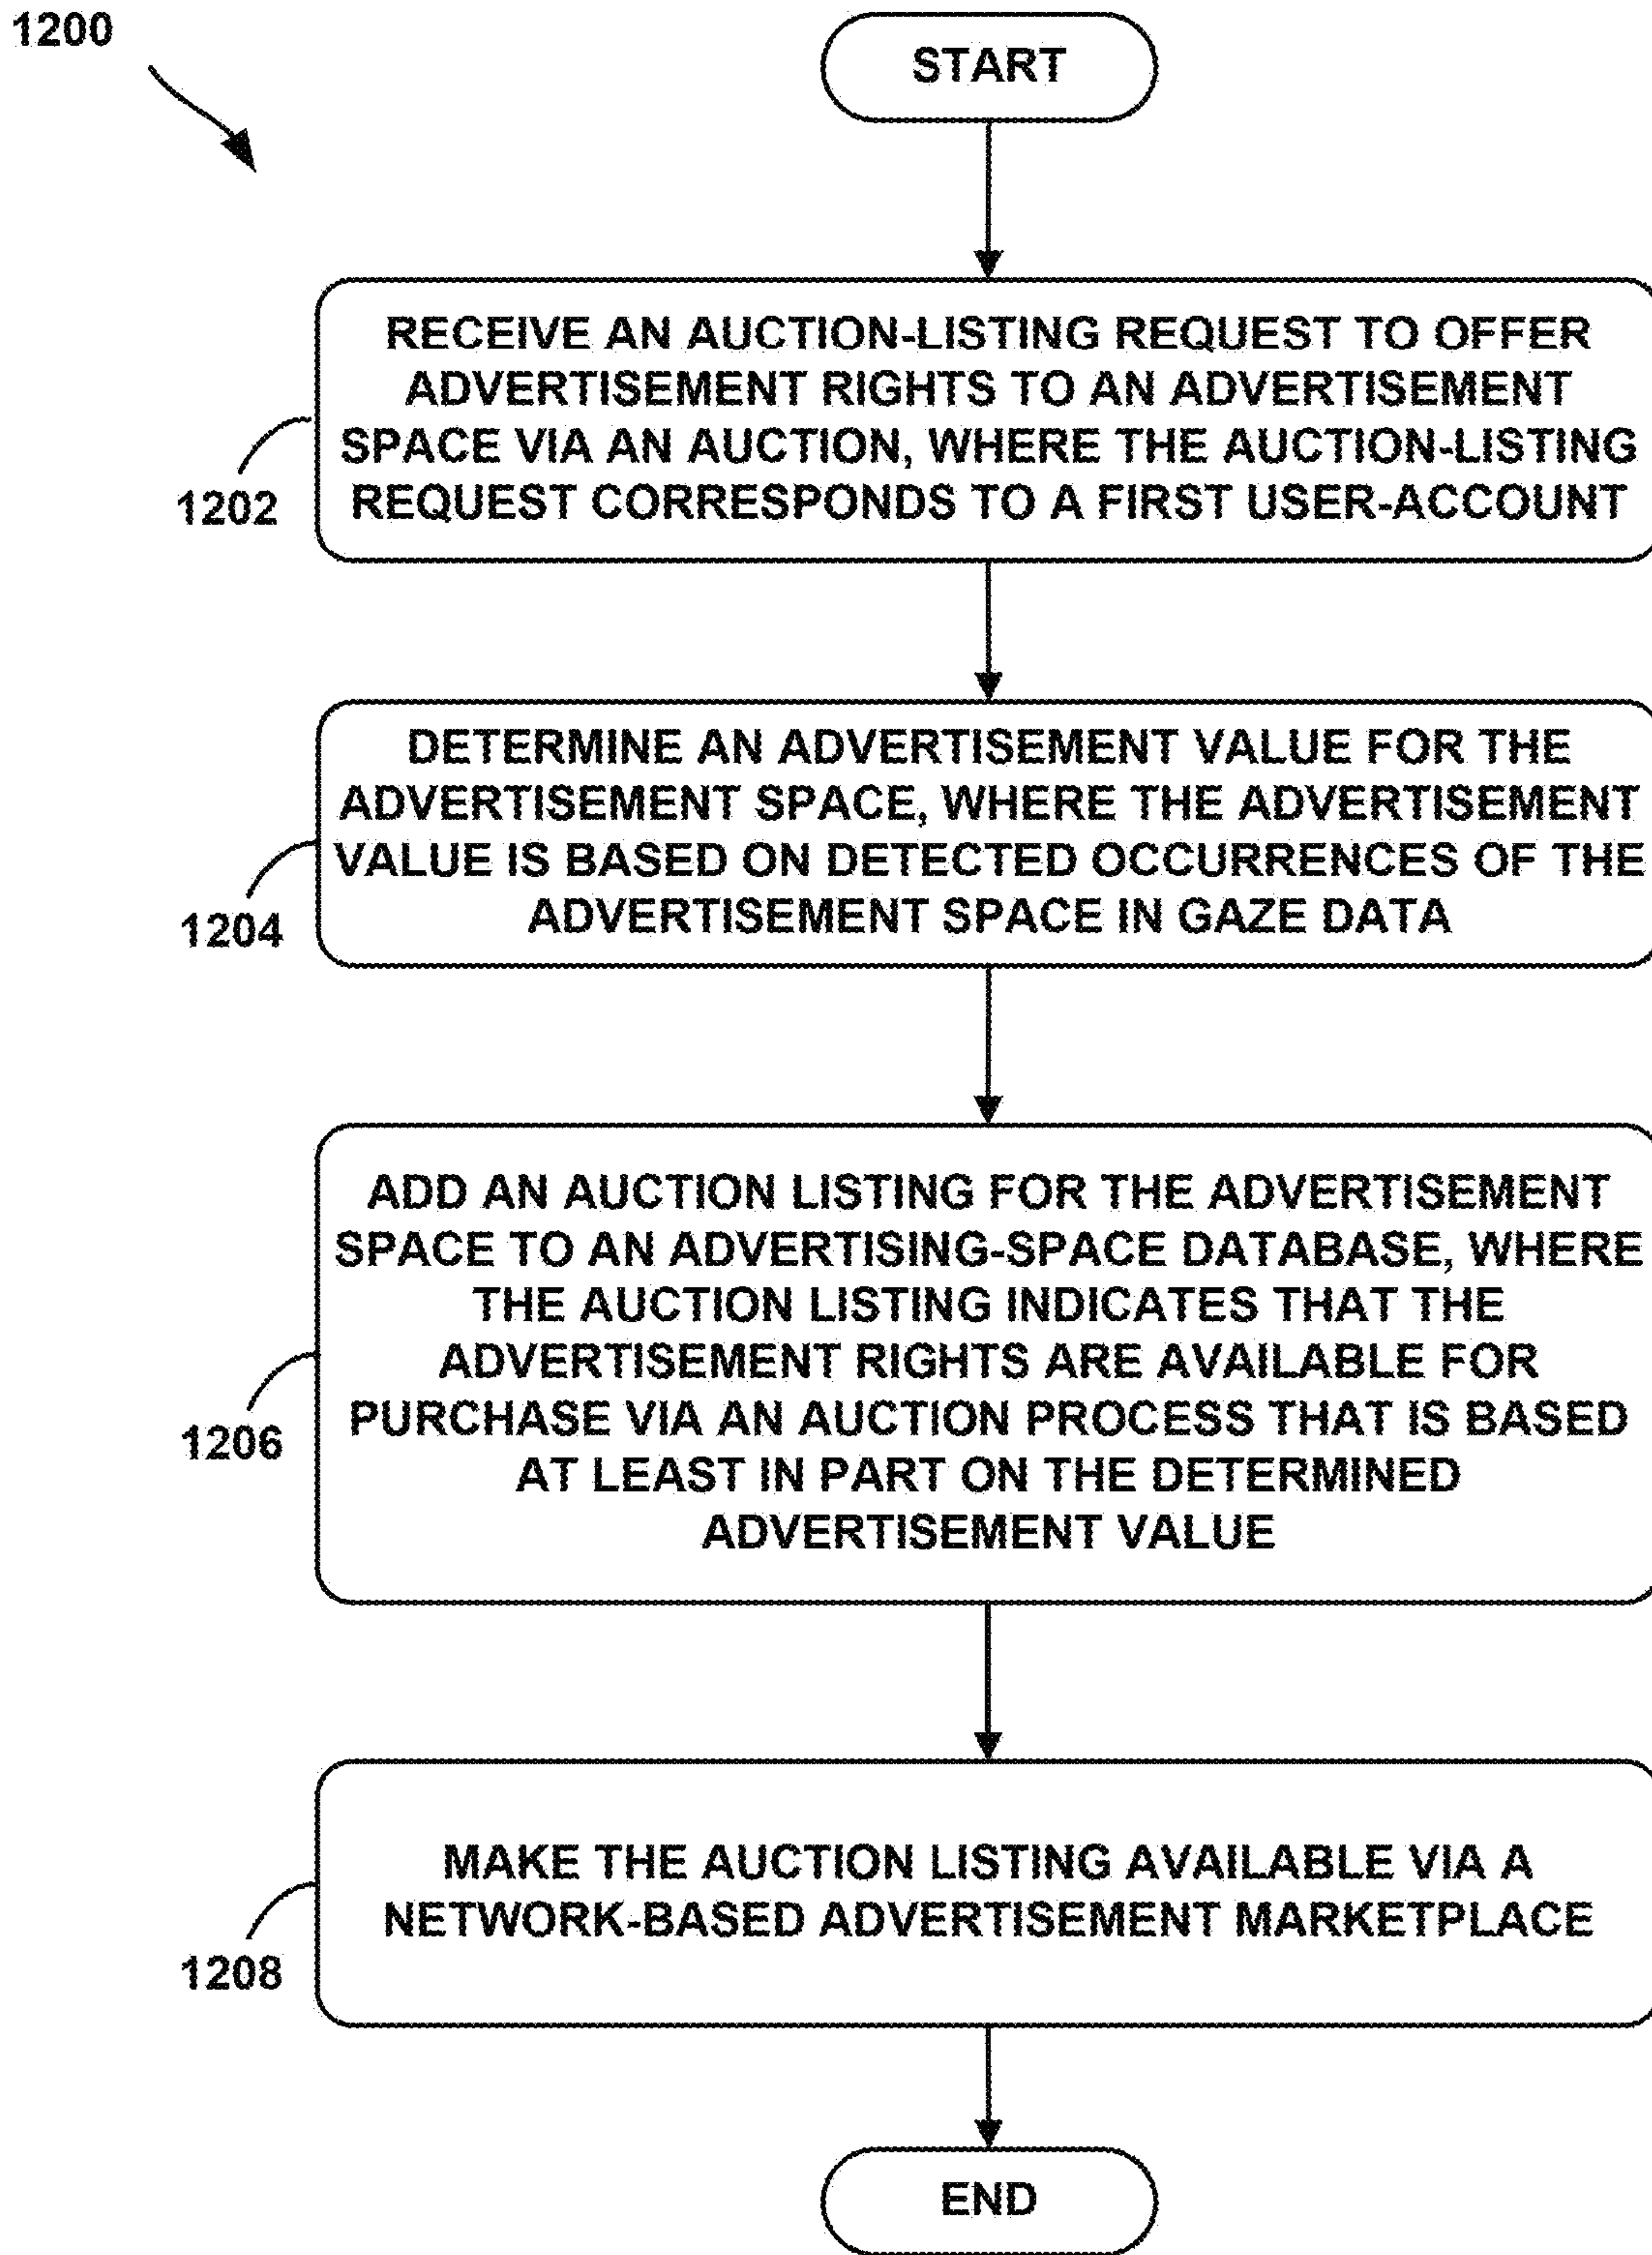 1200
START
RECEIVE AN AUCTION-LISTING REQUEST TO OFFER
ADVERTISEMENT RIGHTS TO AN ADVERTISEMENT
SPACE VIA AN AUCTION, WHERE THE AUCTION-LISTING
REQUEST CORRESPONDS TO A FIRST USER-ACCOUNT
1202
DETERMINE AN ADVERTISEMENT VALUE FOR THE
ADVERTISEMENT SPACE, WHERE THE ADVERTISEMENT
VALUE IS BASED ON DETECTED OCCURRENCES OF THE
ADVERTISEMENT SPACE IN GAZE DATA
1204
ADD AN AUCTION LISTING FOR THE ADVERTISEMENT
SPACE TO AN ADVERTISING-SPACE DATABASE, WHERE
THE AUCTION LISTING INDICATES THAT THE
ADVERTISEMENT RIGHTS ARE AVAILABLE FOR
PURCHASE VIA AN AUCTION PROCESS THAT IS BASED
AT LEAST IN PART ON THE DETERMINED
ADVERTISEMENT VALUE
1206
MAKE THE AUCTION LISTING AVAILABLE VIA A
NETWORK-BASED ADVERTISEMENT MARKETPLACE
1208
END